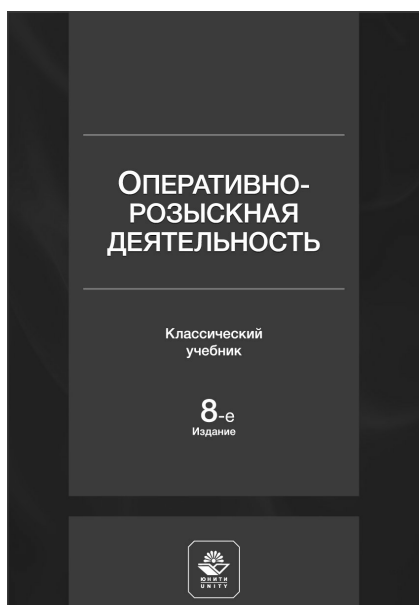 ОПЕРАТИВНО-
РОЗЫСКНАЯ
ДЕЯТЕЛЬНОСТЬ
Классический
учебник
8-е
Издание
ЮНИТИ
UNITY